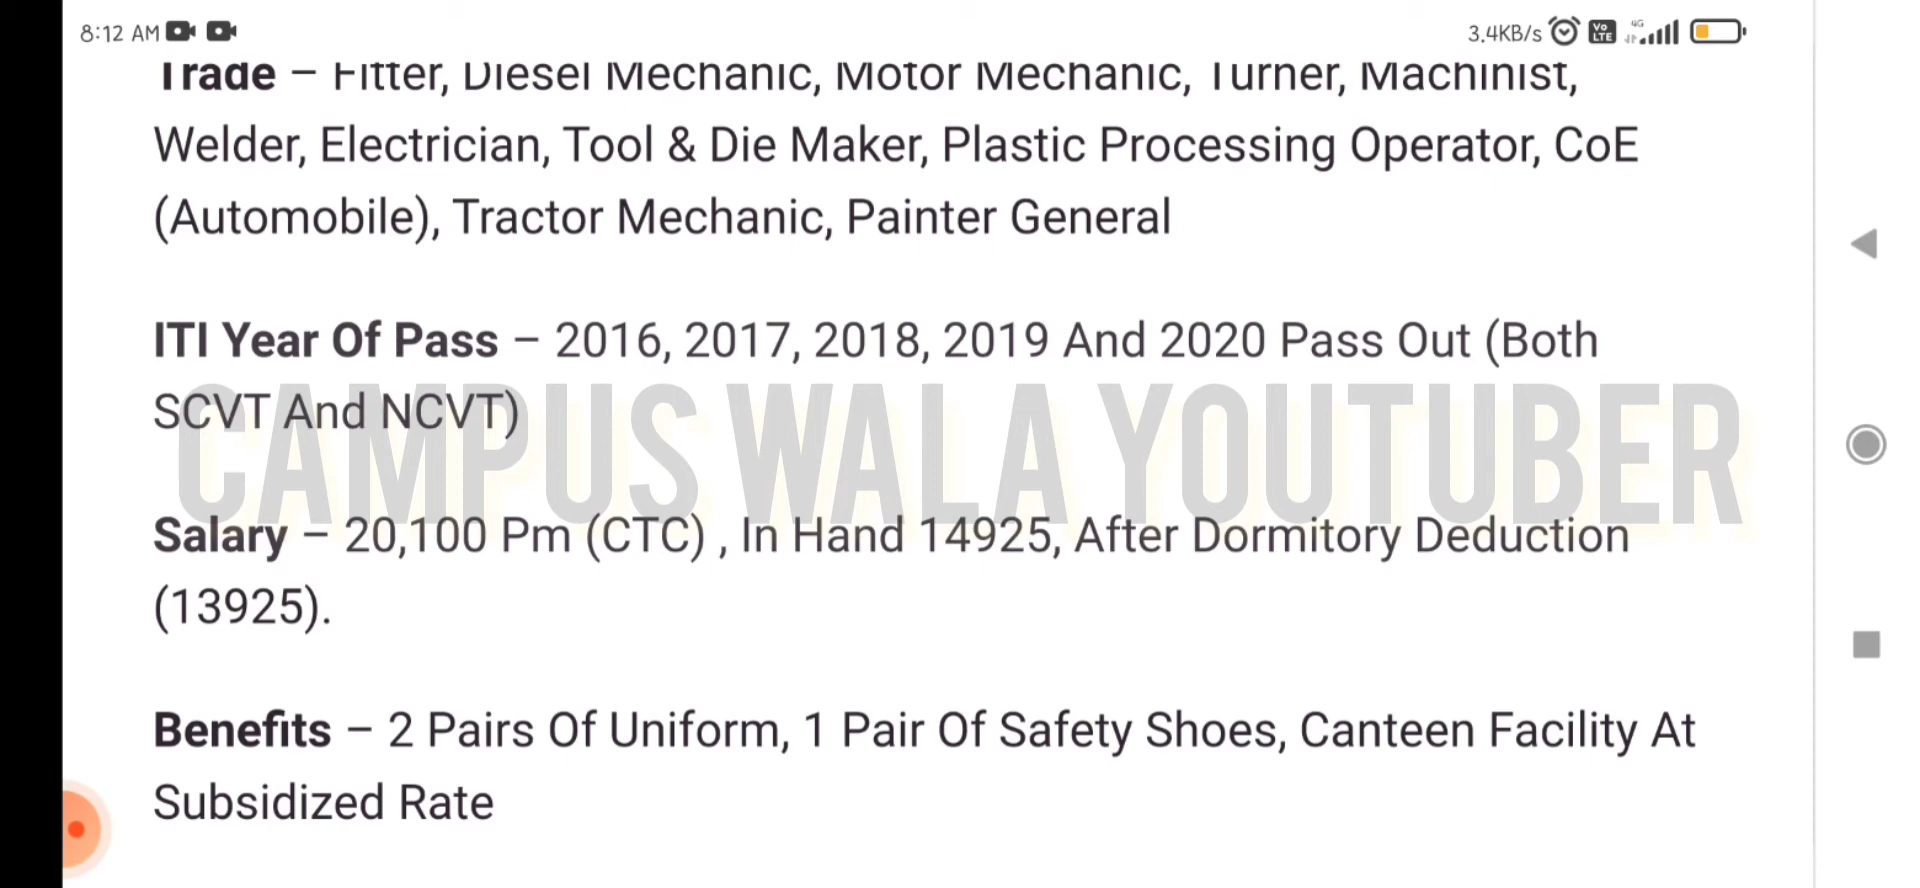 8:12 AM
3.4KB/s
Vo LTE
4G
Trade – Fitter, Diesel Mechanic, Motor Mechanic, Turner, Machinist,
Welder, Electrician, Tool & Die Maker, Plastic Processing Operator, CoE
(Automobile), Tractor Mechanic, Painter General
ITI Year Of Pass – 2016, 2017, 2018, 2019 And 2020 Pass Out (Both
SCVT And NCVT)
CAMPUS WALA YOUTUBER
Salary – 20,100 Pm (CTC) , In Hand 14925, After Dormitory Deduction
(13925).
Benefits – 2 Pairs Of Uniform, 1 Pair Of Safety Shoes, Canteen Facility At
Subsidized Rate